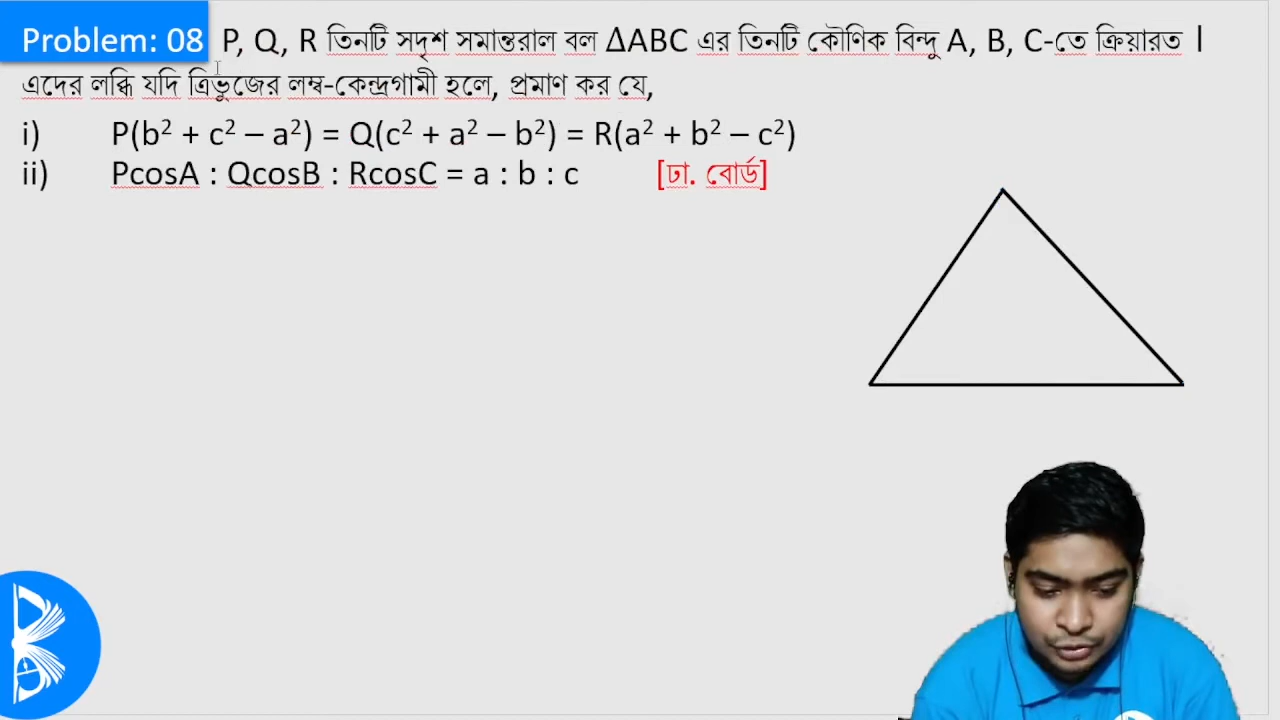 Problem: 08 P, Q, R তিনটি সদৃশ সমান্তরাল বল ΔABC এর তিনটি কৌণিক বিন্দু A, B, C-তে ক্রিয়ারত ।
এদের লব্ধি যদি ত্রিভুজের লম্ব-কেন্দ্রগামী হলে, প্রমাণ কর যে,
i) P(b² + c² – a²) = Q(c² + a² – b²) = R(a² + b² – c²)
ii) PcosA : QcosB : RcosC = a : b : c [ঢা. বোর্ড]